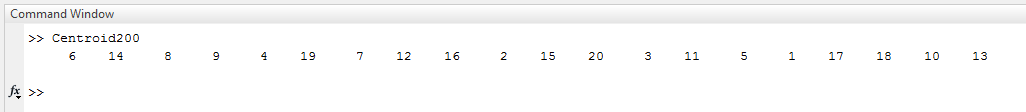 Command Window
>> Centroid200
6 14 8 9 4 19 7 12 16 2 15 20 3 11 5 1 17 18 10 13
fx >>